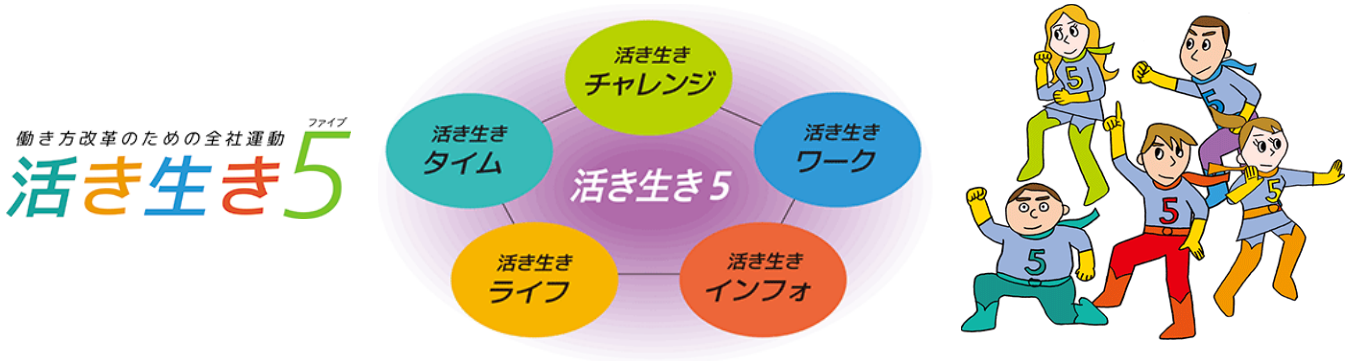 働き方改革のための全社運動
ファイブ
活き生き5
活き生き
チャレンジ
活き生き
タイム
活き生き
ワーク
活き生き5
活き生き
ライフ
活き生き
インフォ
5
5
5
5
5